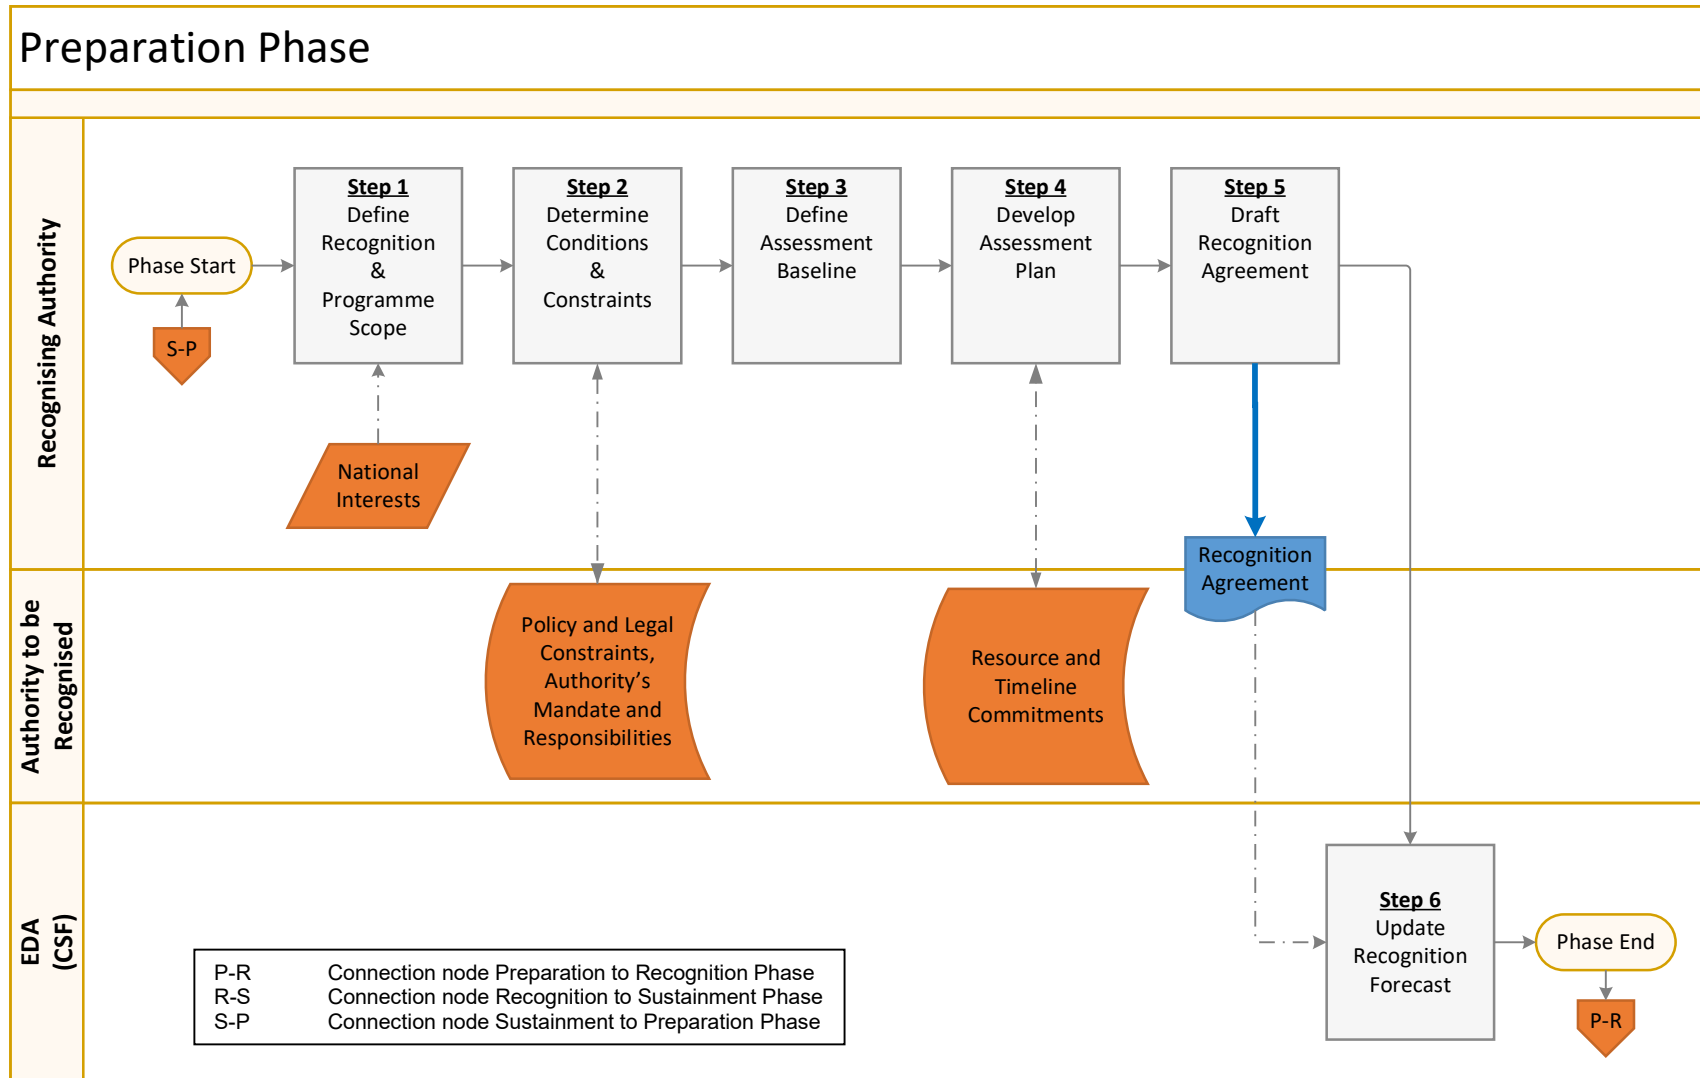 Preparation Phase
Recognising Authority
Phase Start
S-P
Step 1
Define
Recognition
&
Programme
Scope
National
Interests
Step 2
Determine
Conditions
&
Constraints
Step 3
Define
Assessment
Baseline
Step 4
Develop
Assessment
Plan
Step 5
Draft
Recognition
Agreement
Recognition
Agreement
Authority to be
Recognised
Policy and Legal
Constraints,
Authority’s
Mandate and
Responsibilities
Resource and
Timeline
Commitments
EDA
(CSF)
P-R Connection node Preparation to Recognition Phase
R-S Connection node Recognition to Sustainment Phase
S-P Connection node Sustainment to Preparation Phase
Step 6
Update
Recognition
Forecast
Phase End
P-R